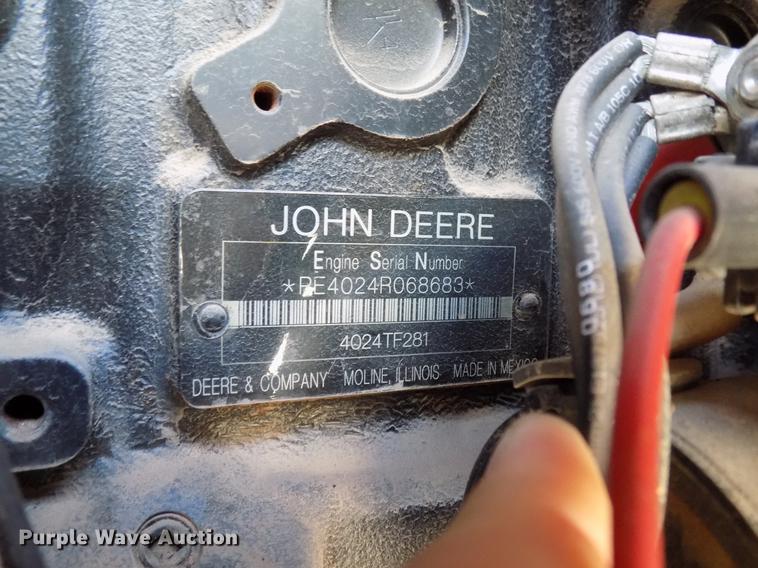 JOHN DEERE
Engine Serial Number
*PE4024R068683*
4024TF281
DEERE & COMPANY MOLINE, ILLINOIS MADE IN MEXICO
Purple Wave Auction